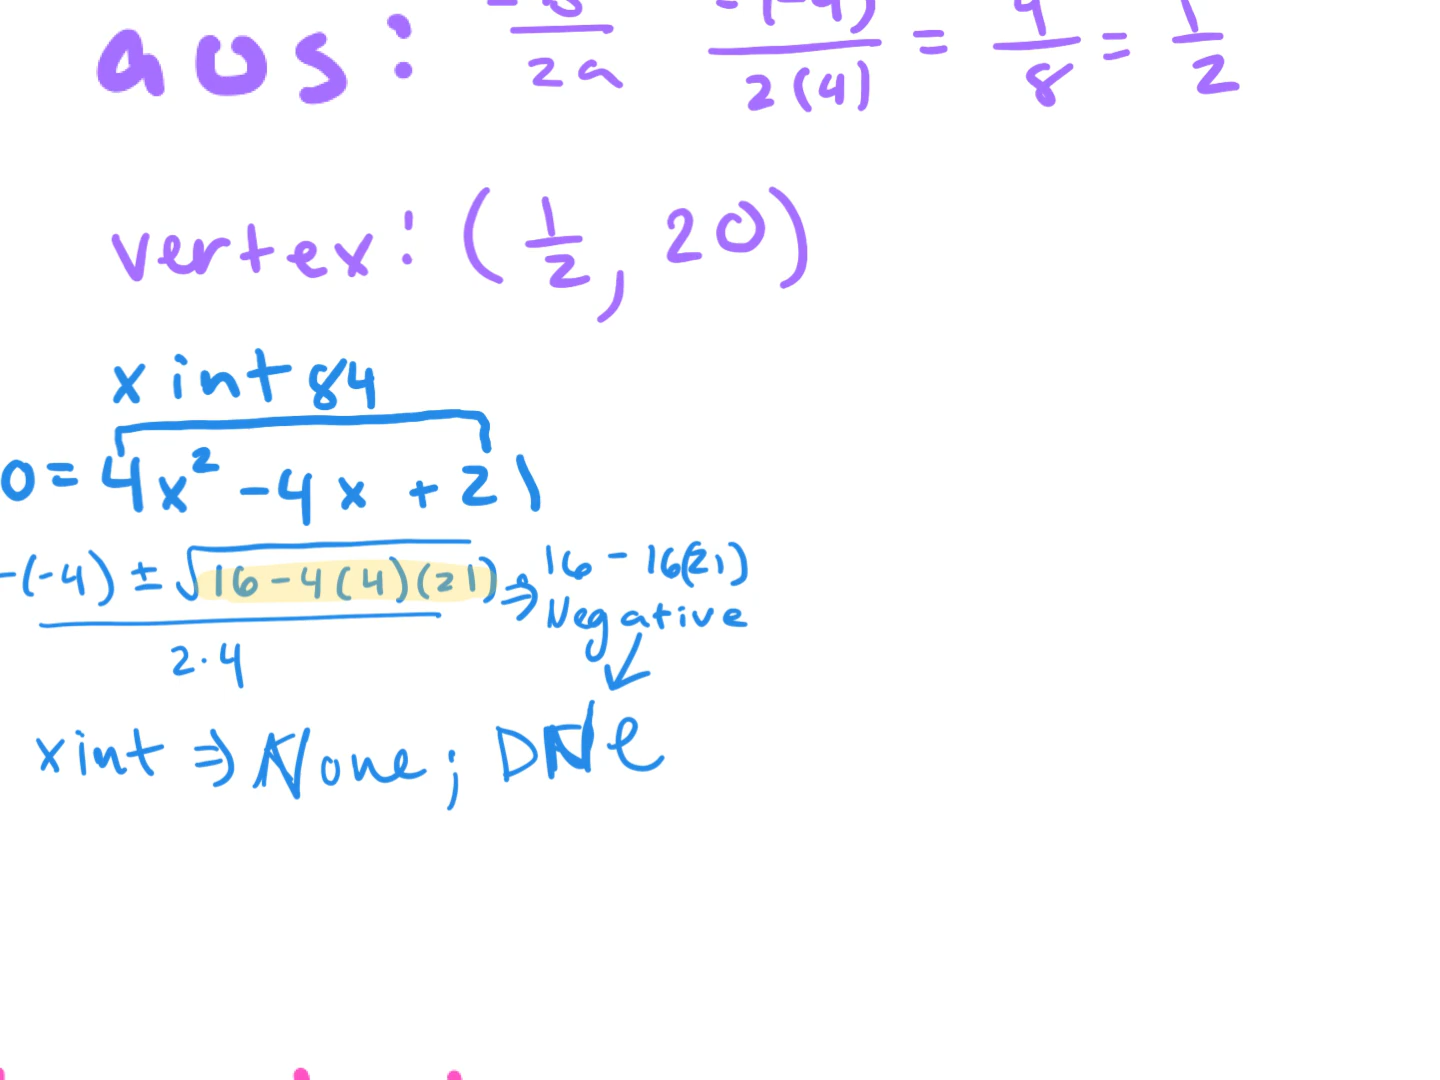 aos: -b/2a -(-4)/2(4) = 4/8 = 1/2
vertex: (1/2, 20)
x int 84
0 = 4x² - 4x + 21
-(-4) ± √16 - 4(4)(21) / 2·4 ⇒ 16 - 16(21)
Negative
x int ⇒ None; DNE